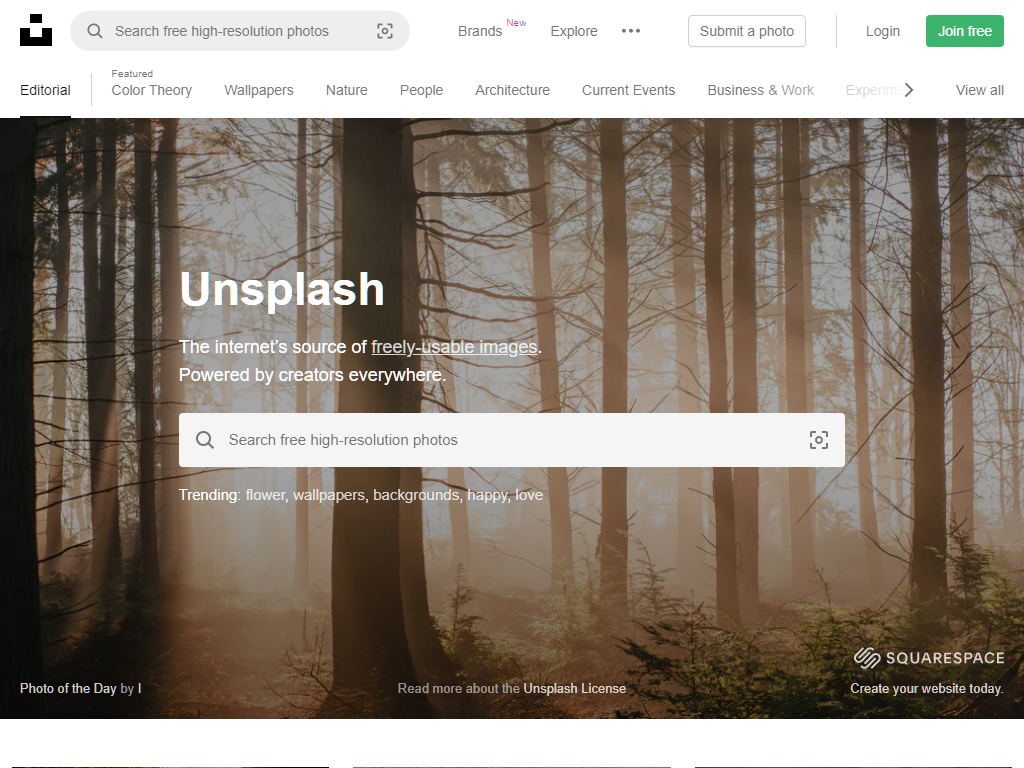 Search free high-resolution photos
Brands New
Explore
Submit a photo
Login
Join free
Editorial
Featured
Color Theory
Wallpapers
Nature
People
Architecture
Current Events
Business & Work
Experime
View all
Unsplash
The internet's source of freely-usable images.
Powered by creators everywhere.
Search free high-resolution photos
Trending: flower, wallpapers, backgrounds, happy, love
SQUARESPACE
Photo of the Day by I
Read more about the Unsplash License
Create your website today.